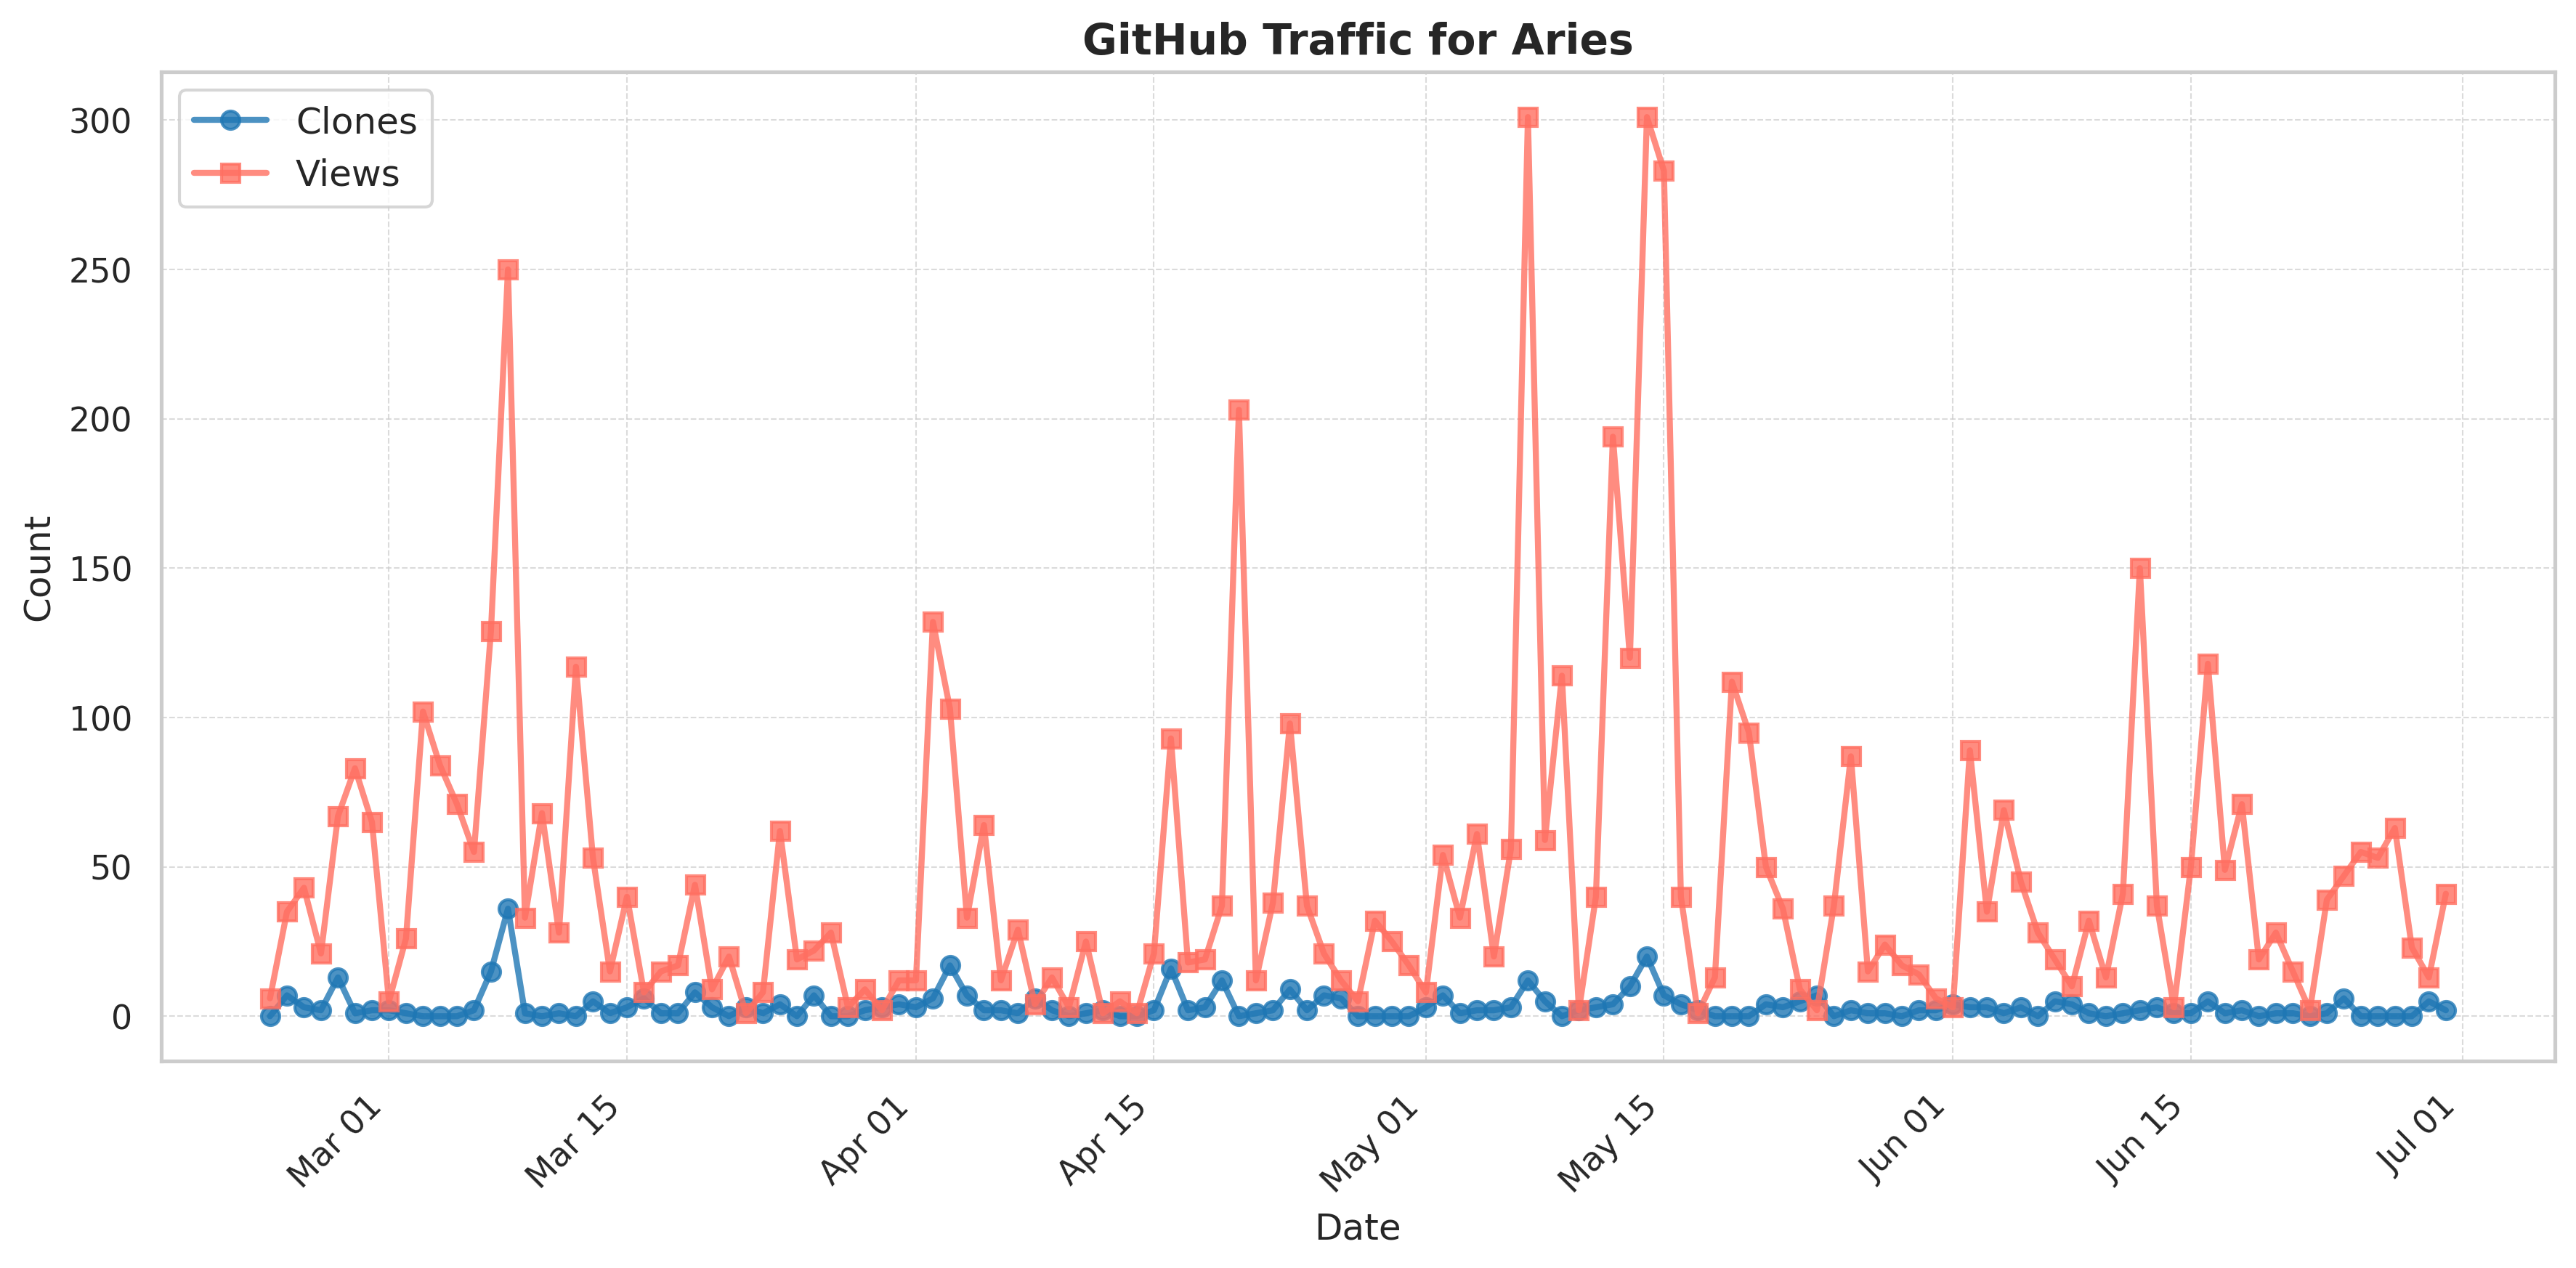 GitHub Traffic for Aries
Clones
Views
300
250
200
150
100
50
0
Count
Mar 01
Mar 15
Apr 01
Apr 15
May 01
May 15
Jun 01
Jun 15
Jul 01
Date